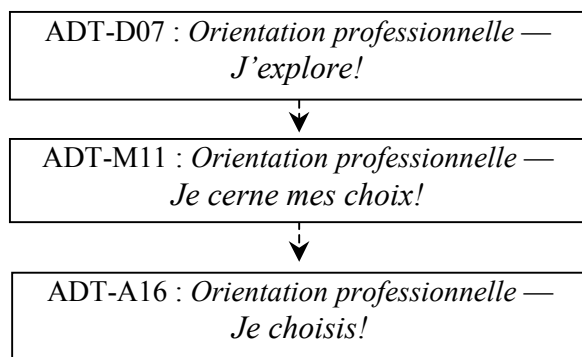 ADT-D07 : Orientation professionnelle —
J’explore!
ADT-M11 : Orientation professionnelle —
Je cerne mes choix!
ADT-A16 : Orientation professionnelle —
Je choisis!